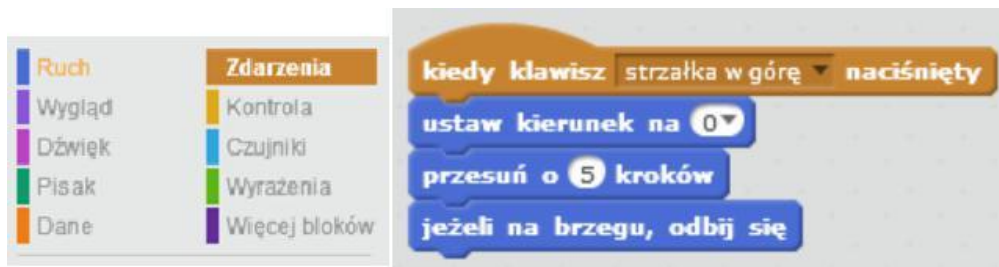 Ruch Zdarzenia
Wygląd Kontrola
Dźwięk Czujniki
Pisak Wyrażenia
Dane Więcej bloków
kiedy klawisz strzałka w górę naciśnięty
ustaw kierunek na 0
przesuń o 5 kroków
jeżeli na brzegu, odbij się